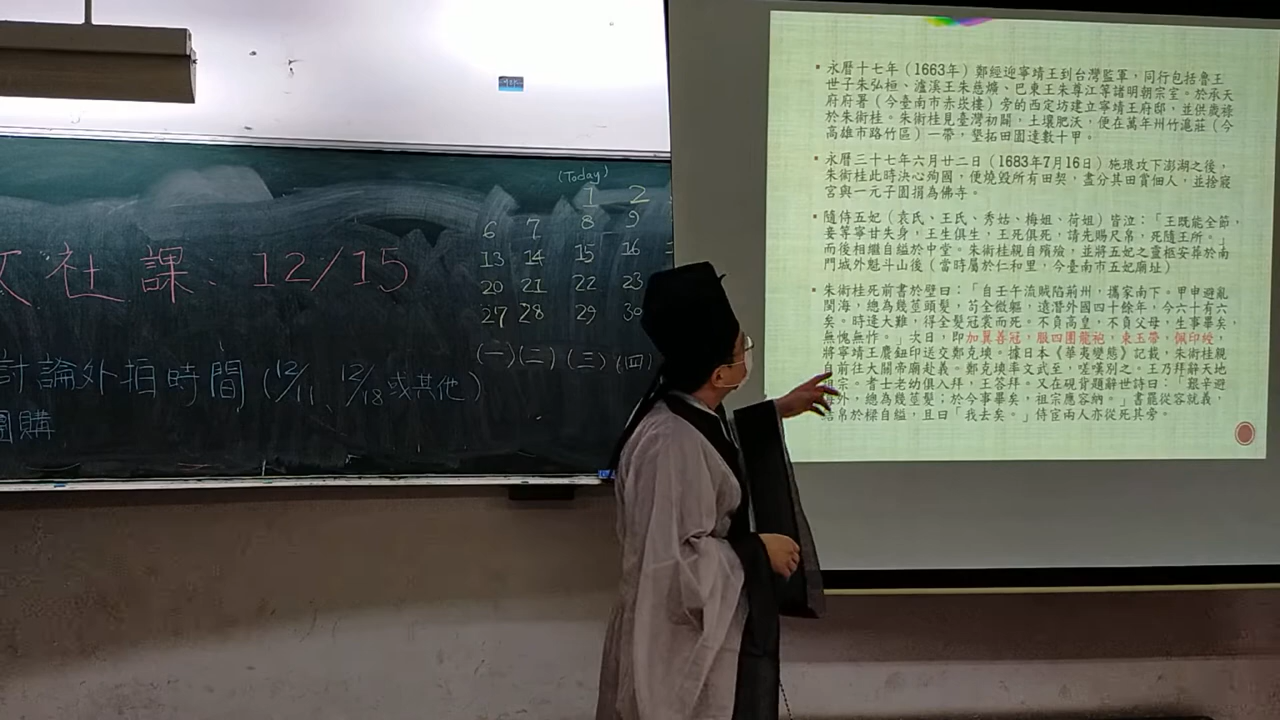 社課：12/15
討論外拍時間（12/11、12/18或其他）
團購
(Today)
1 2
6 7 8 9
13 14 15 16
20 21 22 23
27 28 29 30
(一)(二)(三)(四)
永曆十七年（1663年）鄭經迎寧靖王到台灣監軍，同行包括魯王
世子朱弘桓、瀘溪王朱慈爌、巴東王朱尊江等諸明朝宗室。於承天
府府署（今臺南市赤崁樓）旁的西定坊建立寧靖王府邸，並供歲祿
於朱術桂。朱術桂見臺灣初闢，土壤肥沃，便在萬年州竹滬莊（今
高雄市路竹區）一帶，墾拓田園達數十甲。
永曆三十七年六月廿二日（1683年7月16日）施琅攻下澎湖之後，
朱術桂此時決心殉國，便燒毀所有田契，盡分其田賞佃人，並捨寢
宮與一元子園捐為佛寺。
隨侍五妃（袁氏、王氏、秀姑、梅姐、荷姐）皆泣：「王既能全節，
妾等寧甘失身，王生俱生，王死俱死，請先賜尺帛，死隨王所。」
而後相繼自縊於中堂。朱術桂親自殯殮，並將五妃之靈柩安葬於南
門城外魁斗山後（當時屬於仁和里，今臺南市五妃廟址）
朱術桂死前書於壁曰：「自壬午流賊陷荊州，攜家南下。甲申避亂
閩海，總為幾莖頭髮，苟全微軀，遠潛外國四十餘年，今六十有六
矣。時逢大難，得全髮冠裳而死。不負高皇，不負父母，生事畢矣，
無愧無怍。」次日，即加翼善冠，服四團龍袍，束玉帶，佩印綬，
將寧靖王麐鈕印送交鄭克塽。據日本《華夷變態》記載，朱術桂親
自前往大關帝廟赴義。鄭克塽率文武至，嗟嘆別之。王乃拜辭天地
宗。耆士老幼俱入拜，王答拜。又在硯背題辭世詩曰：「艱辛避
海外，總為幾莖髮；於今事畢矣，祖宗應容納。」書罷從容就義，
結帛於樑自縊，且曰「我去矣。」侍宦兩人亦從死其旁。